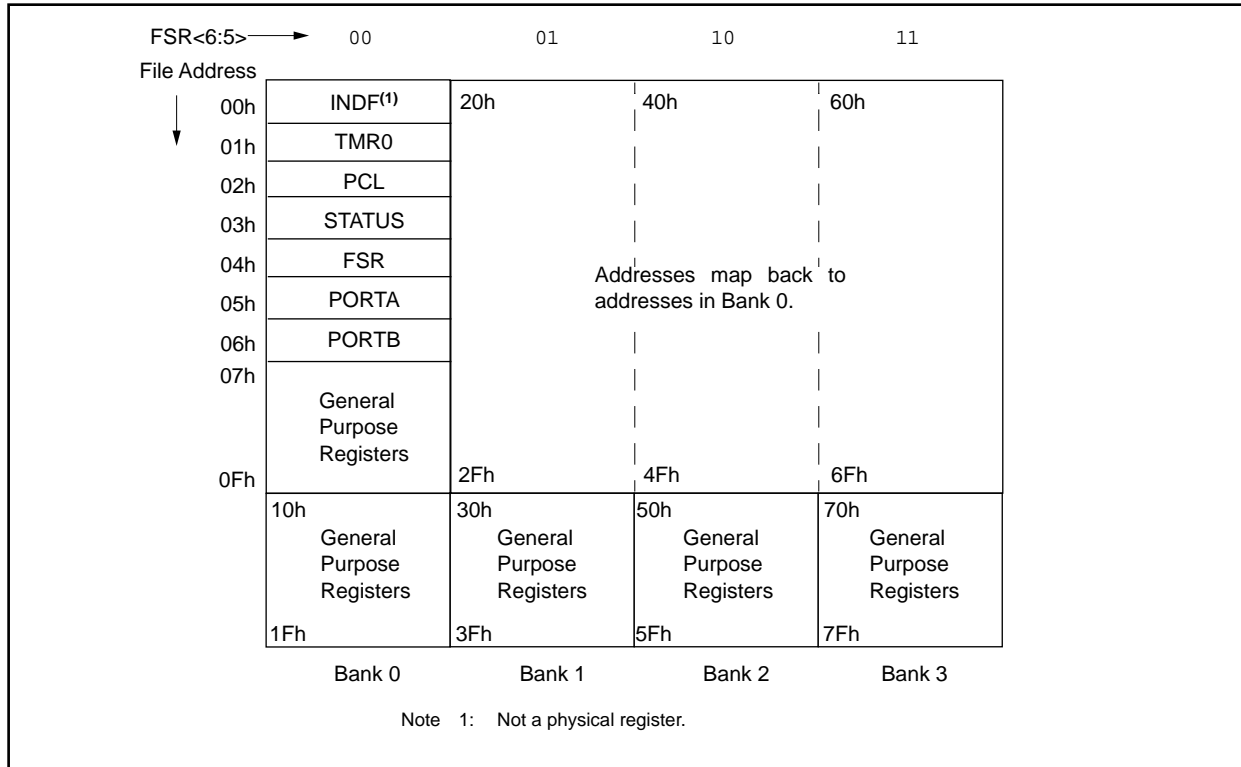 FSR<6:5> 00 01 10 11
File Address
00h INDF(1) 20h 40h 60h
01h TMR0
02h PCL
03h STATUS
04h FSR
Addresses map back to
addresses in Bank 0.
05h PORTA
06h PORTB
07h
General
Purpose
Registers
0Fh 2Fh 4Fh 6Fh
10h 30h 50h 70h
General General General General
Purpose Purpose Purpose Purpose
Registers Registers Registers Registers
1Fh 3Fh 5Fh 7Fh
Bank 0 Bank 1 Bank 2 Bank 3
Note 1: Not a physical register.